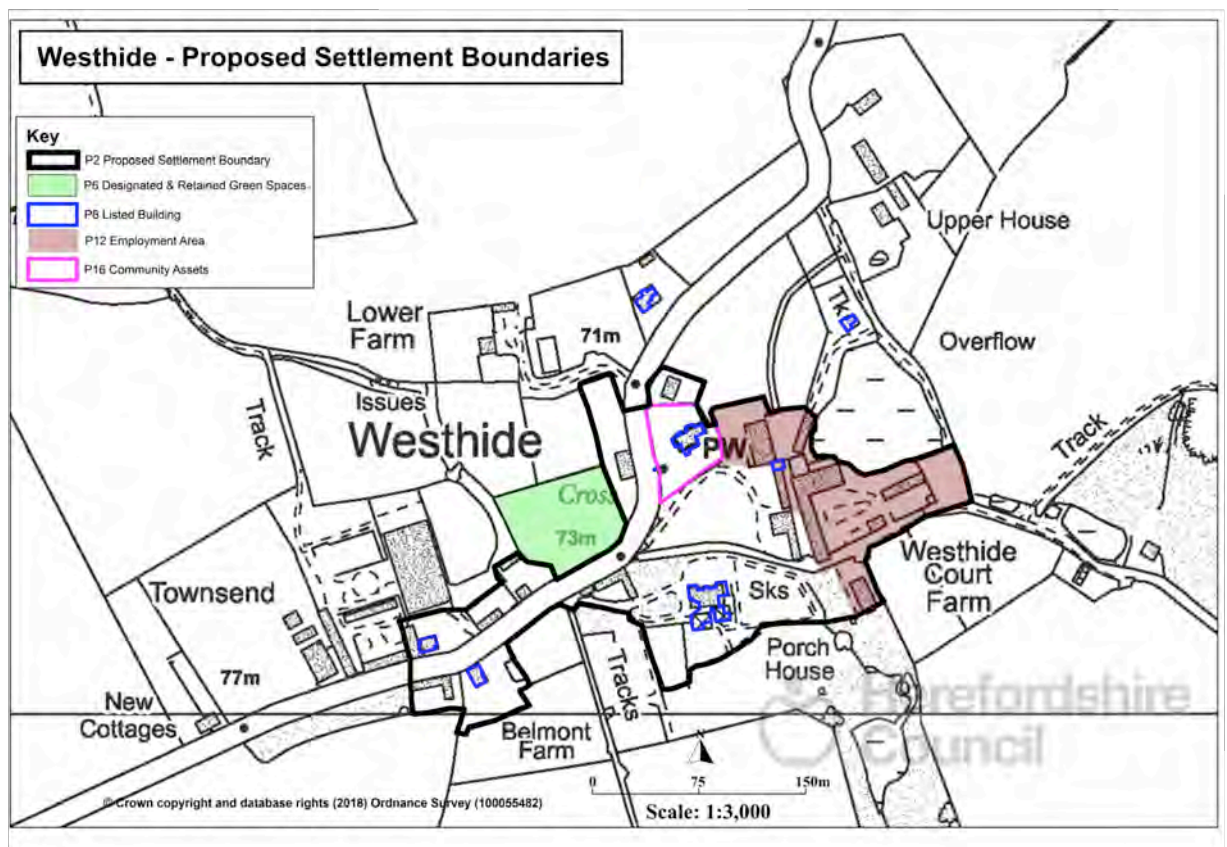 Westhide - Proposed Settlement Boundaries
Key
P2 Proposed Settlement Boundary
P6 Designated & Retained Green Spaces
P8 Listed Building
P12 Employment Area
P16 Community Assets
Upper House
Lower
Farm
71m
Tk
Overflow
Issues
Track
Westhide
PW
Track
Cross
73m
Westhide
Court
Farm
Townsend
Sks
Porch
House
77m
New
Cottages
Tracks
Belmont
Farm
Herefordshire
Council
N
0 75 150m
Scale: 1:3,000
© Crown copyright and database rights (2018) Ordnance Survey (100055482)